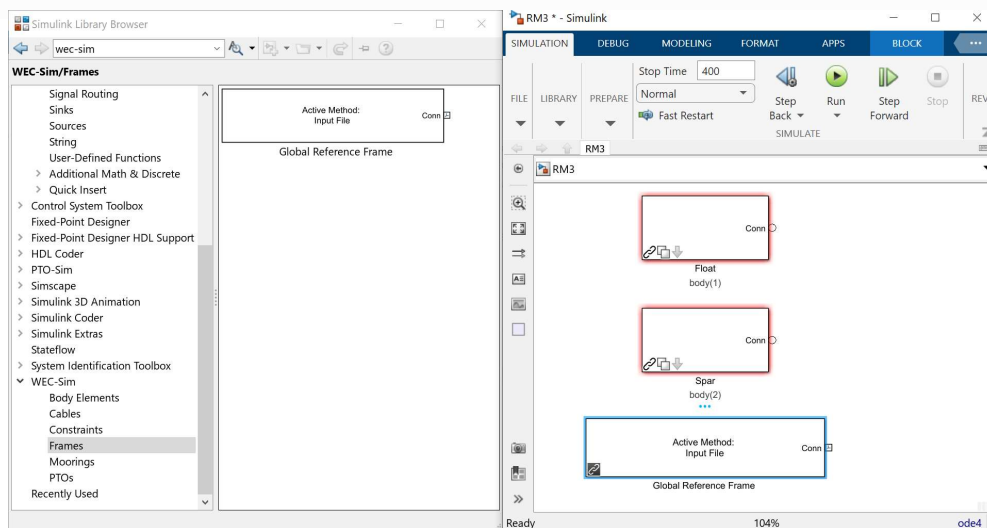 Simulink Library Browser
wec-sim
WEC-Sim/Frames
Signal Routing
Sinks
Sources
String
User-Defined Functions
Additional Math & Discrete
Quick Insert
Control System Toolbox
Fixed-Point Designer
Fixed-Point Designer HDL Support
HDL Coder
PTO-Sim
Simscape
Simulink 3D Animation
Simulink Coder
Simulink Extras
Stateflow
System Identification Toolbox
WEC-Sim
Body Elements
Cables
Constraints
Frames
Moorings
PTOs
Recently Used
Active Method:
Input File
Conn
Global Reference Frame
RM3 * - Simulink
SIMULATION DEBUG MODELING FORMAT APPS BLOCK
FILE
LIBRARY
PREPARE
Stop Time 400
Normal
Fast Restart
Step
Back
Run
Step
Forward
Stop
REV
SIMULATE
RM3
RM3
Conn
Float
body(1)
Conn
Spar
body(2)
Active Method:
Input File
Conn
Global Reference Frame
Ready 104% ode4